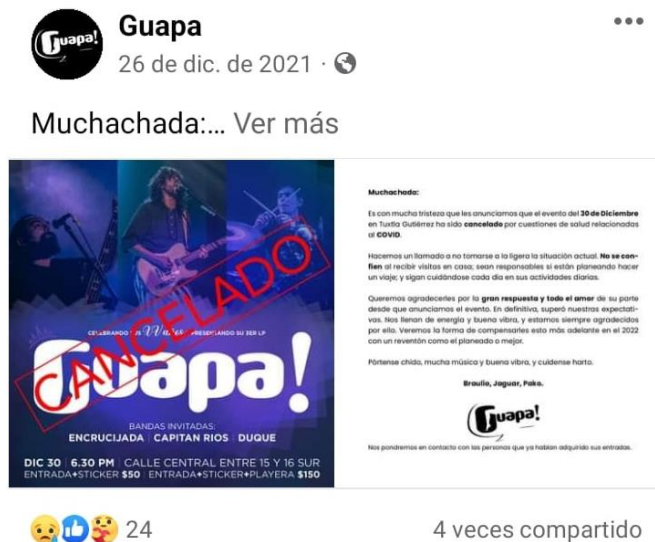 Guapa!
Guapa
26 de dic. de 2021
Muchachada:... Ver más
CELEBRANDO SUS XV años PRESENTANDO SU 3ER LP
CANCELADO
Guapa!
BANDAS INVITADAS:
ENCRUCIJADA | CAPITAN RIOS | DUQUE
DIC 30 | 6.30 PM | CALLE CENTRAL ENTRE 15 Y 16 SUR
ENTRADA+STICKER $50 | ENTRADA+STICKER+PLAYERA $150
Muchachada:
Es con mucha tristeza que les anunciamos que el evento del 30 de Diciembre
en Tuxtla Gutiérrez ha sido cancelado por cuestiones de salud relacionadas
al COVID.
Hacemos un llamado a no tomarse a la ligera la situación actual. No se con-
fíen al recibir visitas en casa; sean responsables si están planeando hacer
un viaje; y sigan cuidándose cada día en sus actividades diarias.
Queremos agradecerles por la gran respuesta y todo el amor de su parte
desde que anunciamos el evento. En definitiva, superó nuestras expectati-
vas. Nos llenan de energía y buena vibra, y estamos siempre agradecidos
por ello. Veremos la forma de compensarles esto más adelante en el 2022
con un reventón como el planeado o mejor.
Pórtense chido, mucha música y buena vibra, y cuídense harto.
Braulio, Jaguar, Pako.
Guapa!
Nos pondremos en contacto con las personas que ya habían adquirido sus entradas.
24
4 veces compartido